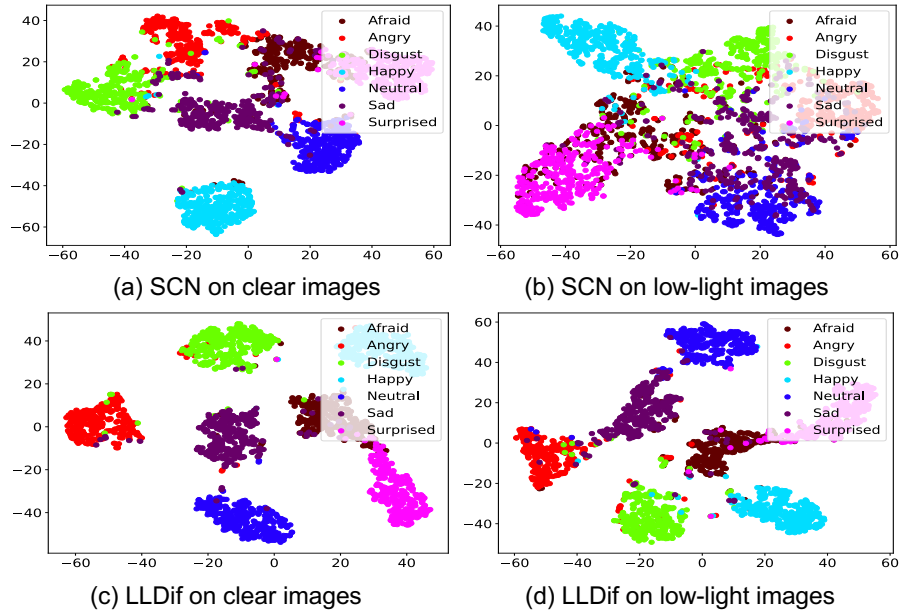 40
20
0
−20
−40
−60
−60 −40 −20 0 20 40 60
Afraid
Angry
Disgust
Happy
Neutral
Sad
Surprised
(a) SCN on clear images
40
20
0
−20
−40
−60 −40 −20 0 20 40 60
Afraid
Angry
Disgust
Happy
Neutral
Sad
Surprised
(b) SCN on low-light images
40
20
0
−20
−40
−60 −40 −20 0 20 40
Afraid
Angry
Disgust
Happy
Neutral
Sad
Surprised
(c) LLDif on clear images
60
40
20
0
−20
−40
−60 −40 −20 0 20 40 60
Afraid
Angry
Disgust
Happy
Neutral
Sad
Surprised
(d) LLDif on low-light images